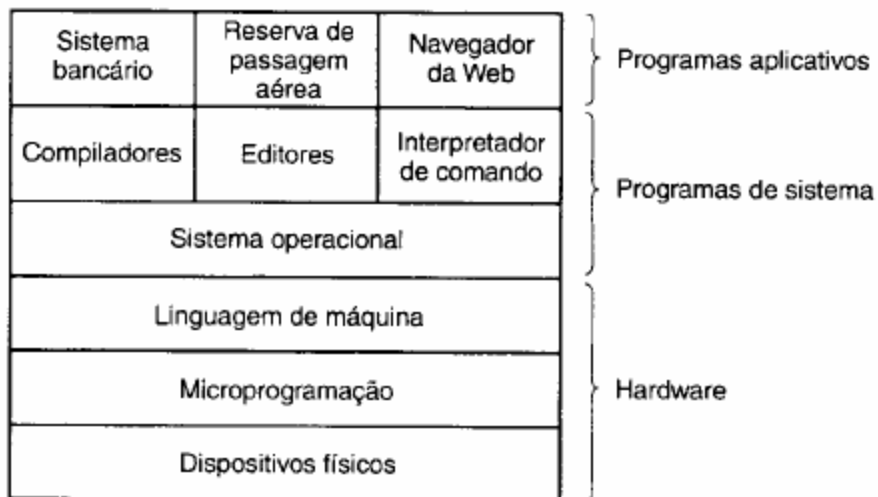 Sistema
bancário
Reserva de
passagem
aérea
Navegador
da Web
Programas aplicativos
Compiladores
Editores
Interpretador
de comando
Programas de sistema
Sistema operacional
Linguagem de máquina
Microprogramação
Hardware
Dispositivos físicos